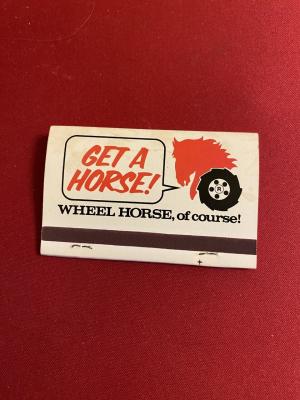 GET A
HORSE!
R
WHEEL HORSE, of course!